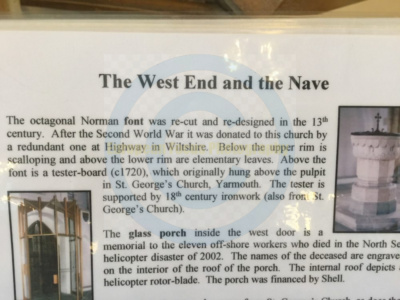 The West End and the Nave
The octagonal Norman font was re-cut and re-designed in the 13th
century. After the Second World War it was donated to this church by
a redundant one at Highway in Wiltshire. Below the upper rim is
scalloping and above the lower rim are elementary leaves. Above the
font is a tester-board (c1720), which originally hung above the pulpit
in St. George's Church, Yarmouth. The tester is
supported by 18th century ironwork (also from St.
George's Church).
The glass porch inside the west door is a
memorial to the eleven off-shore workers who died in the North Se
helicopter disaster of 2002. The names of the deceased are engrave
on the interior of the roof of the porch. The internal roof depicts
helicopter rotor-blade. The porch was financed by Shell.